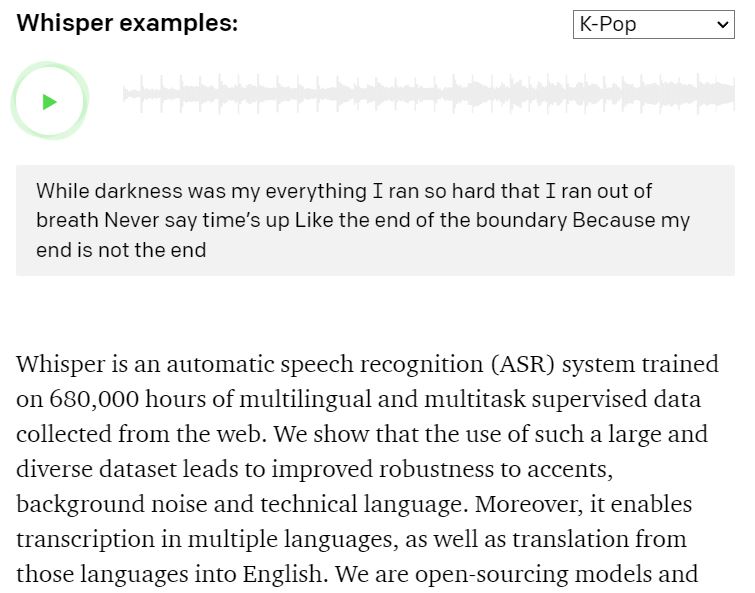 Whisper examples:
K-Pop
While darkness was my everything I ran so hard that I ran out of
breath Never say time's up Like the end of the boundary Because my
end is not the end
Whisper is an automatic speech recognition (ASR) system trained
on 680,000 hours of multilingual and multitask supervised data
collected from the web. We show that the use of such a large and
diverse dataset leads to improved robustness to accents,
background noise and technical language. Moreover, it enables
transcription in multiple languages, as well as translation from
those languages into English. We are open-sourcing models and